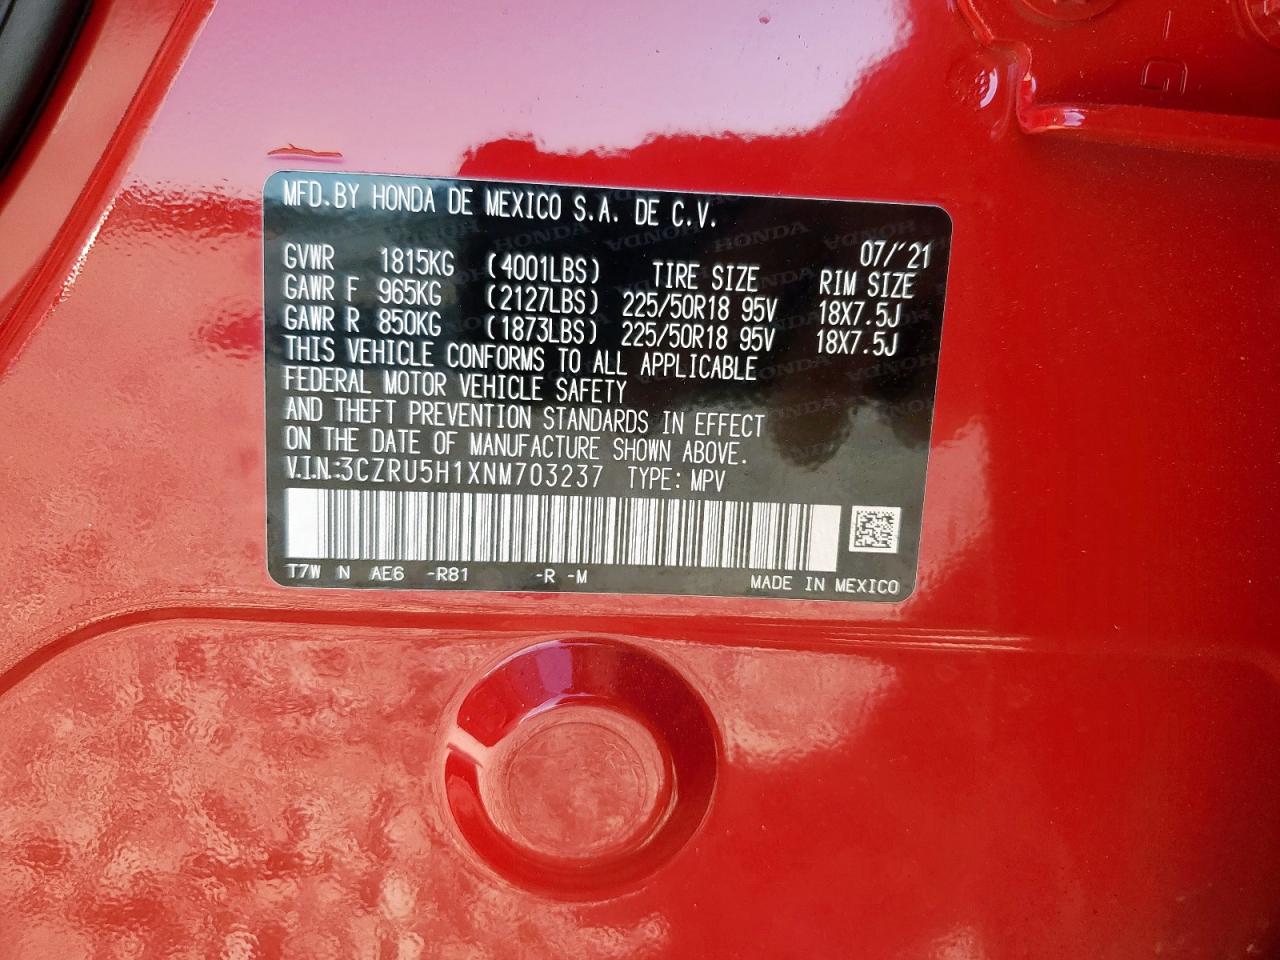 MFD. BY HONDA DE MEXICO S.A. DE C.V.
07/'21
GVWR 1815KG (4001LBS) TIRE SIZE RIM SIZE
GAWR F 965KG (2127LBS) 225/50R18 95V 18X7.5J
GAWR R 850KG (1873LBS) 225/50R18 95V 18X7.5J
THIS VEHICLE CONFORMS TO ALL APPLICABLE
FEDERAL MOTOR VEHICLE SAFETY
AND THEFT PREVENTION STANDARDS IN EFFECT
ON THE DATE OF MANUFACTURE SHOWN ABOVE.
V.I.N.:3CZRU5H1XNM703237 TYPE: MPV
T7W N AE6 -R81 -R -M MADE IN MEXICO